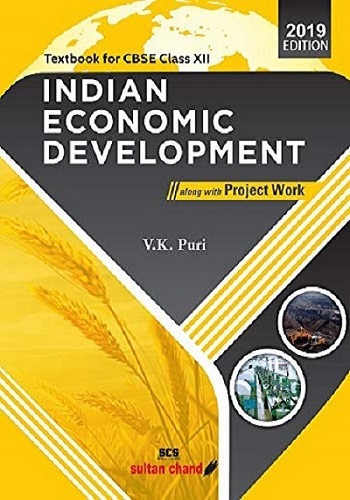 2019
EDITION
Textbook for CBSE Class XII
INDIAN
ECONOMIC
DEVELOPMENT
along with Project Work
V.K. Puri
SCS
sultan chand